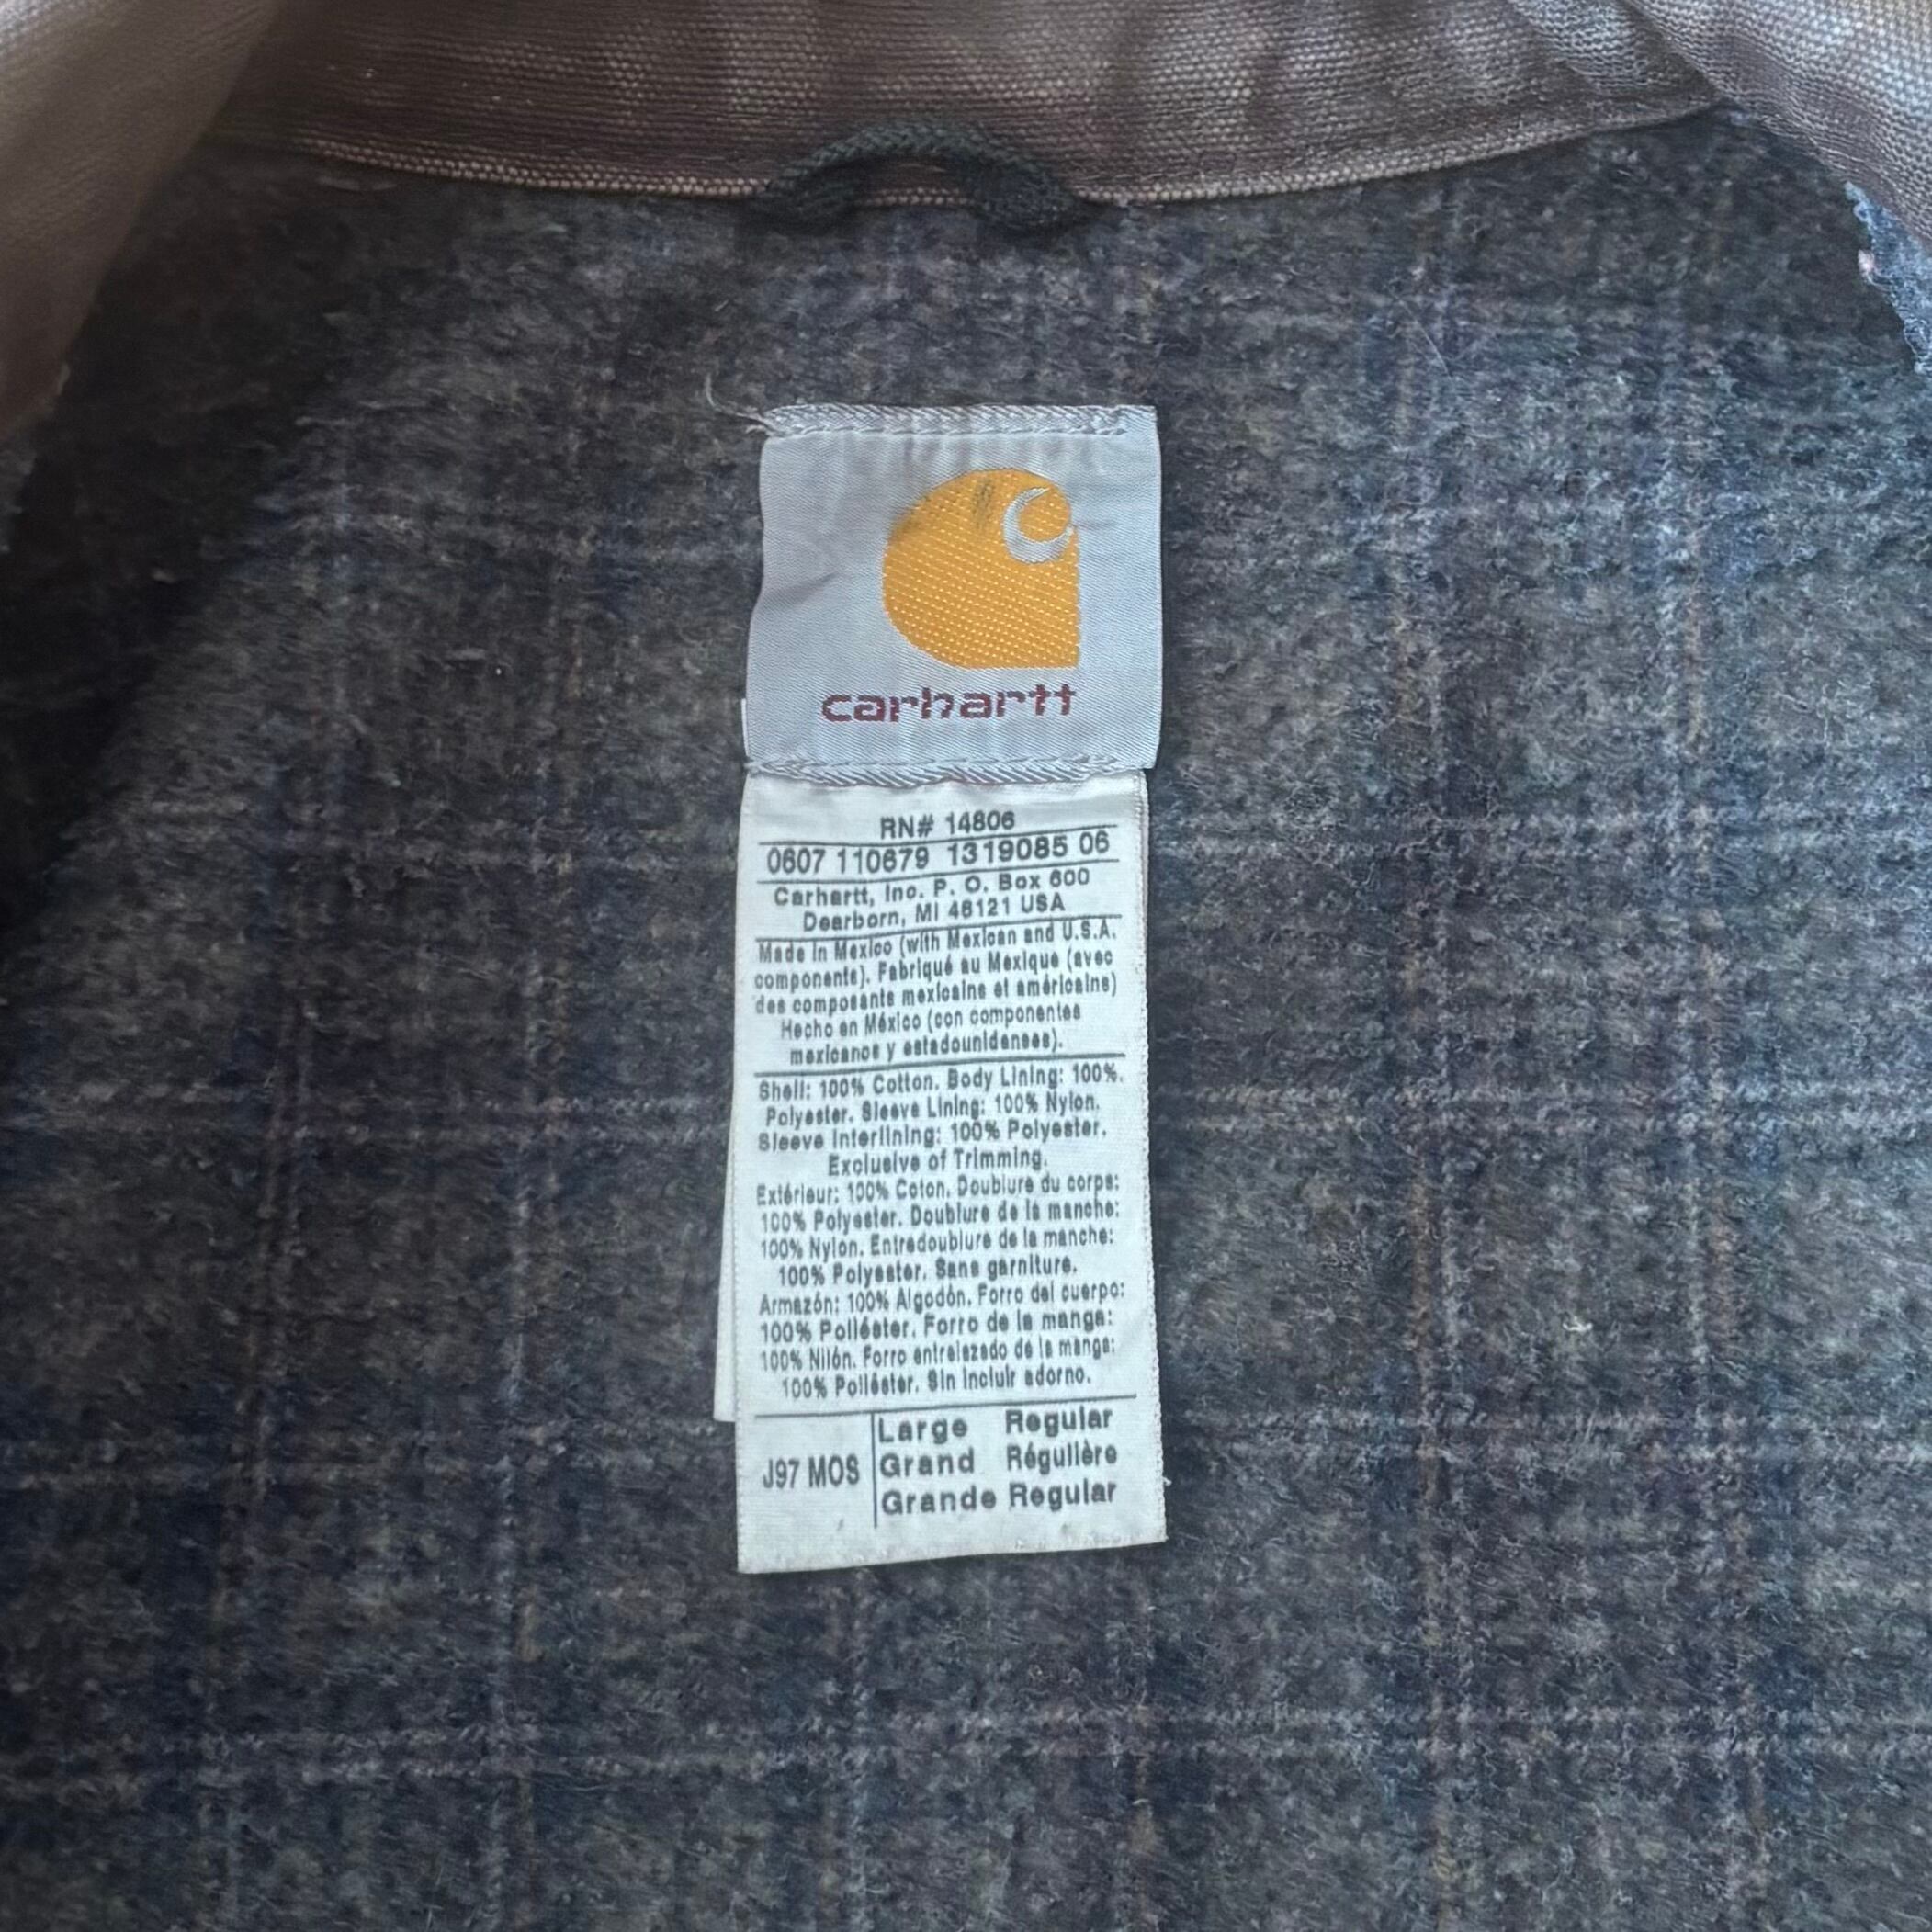 carhartt
RN# 14806
0607 110679 1319085 06
Carhartt, Inc. P. O. Box 600
Dearborn, MI 48121 USA
Made in Mexico (with Mexican and U.S.A.
components). Fabriqué au Mexique (avec
des composants mexicains et américains)
Hecho en México (con componentes
mexicanos y estadounidenses).
Shell: 100% Cotton. Body Lining: 100%.
Polyester. Sleeve Lining: 100% Nylon.
Sleeve Interlining: 100% Polyester.
Exclusive of Trimming.
Extérieur: 100% Coton. Doublure du corps:
100% Polyester. Doublure de la manche:
100% Nylon. Entredoublure de la manche:
100% Polyester. Sans garniture.
Armazón: 100% Algodón. Forro del cuerpo:
100% Poliéster. Forro de la manga:
100% Nilón. Forro entrelazado de la manga:
100% Poliéster. Sin incluir adorno.
J97 MOS
Large Regular
Grand Régulière
Grande Regular